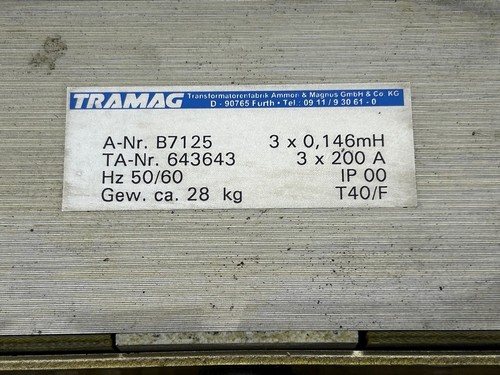 TRAMAG Transformatorenfabrik Ammon & Magnus GmbH & Co. KG
D - 90765 Fürth • Tel.: 09 11 / 9 30 61 - 0
A-Nr. B7125 3 x 0,146mH
TA-Nr. 643643 3 x 200 A
Hz 50/60 IP 00
Gew. ca. 28 kg T40/F